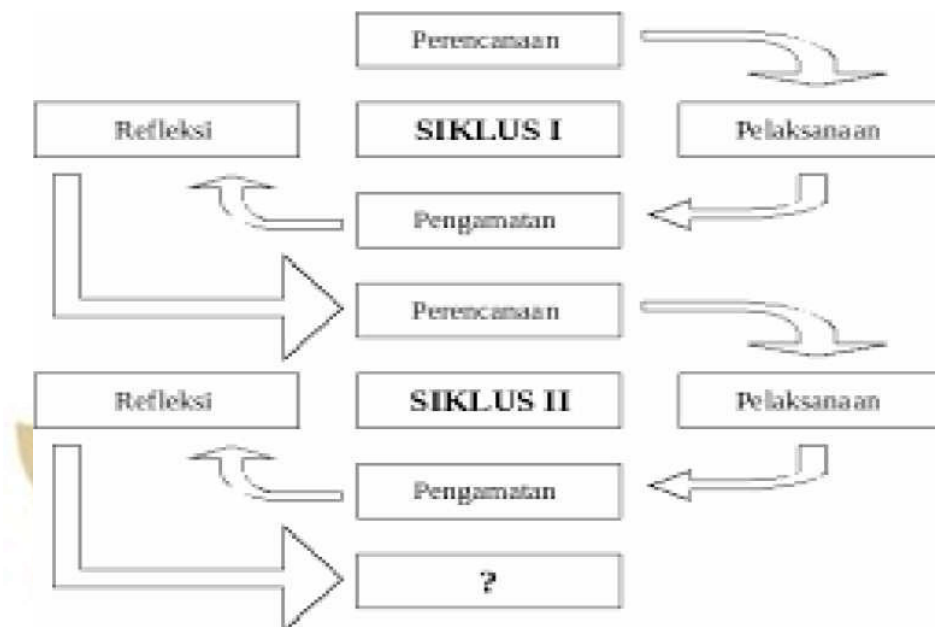 Perencanaan
Refleksi
SIKLUS I
Pelaksanaan
Pengamatan
Perencanaan
Refleksi
SIKLUS II
Pelaksanaan
Pengamatan
?